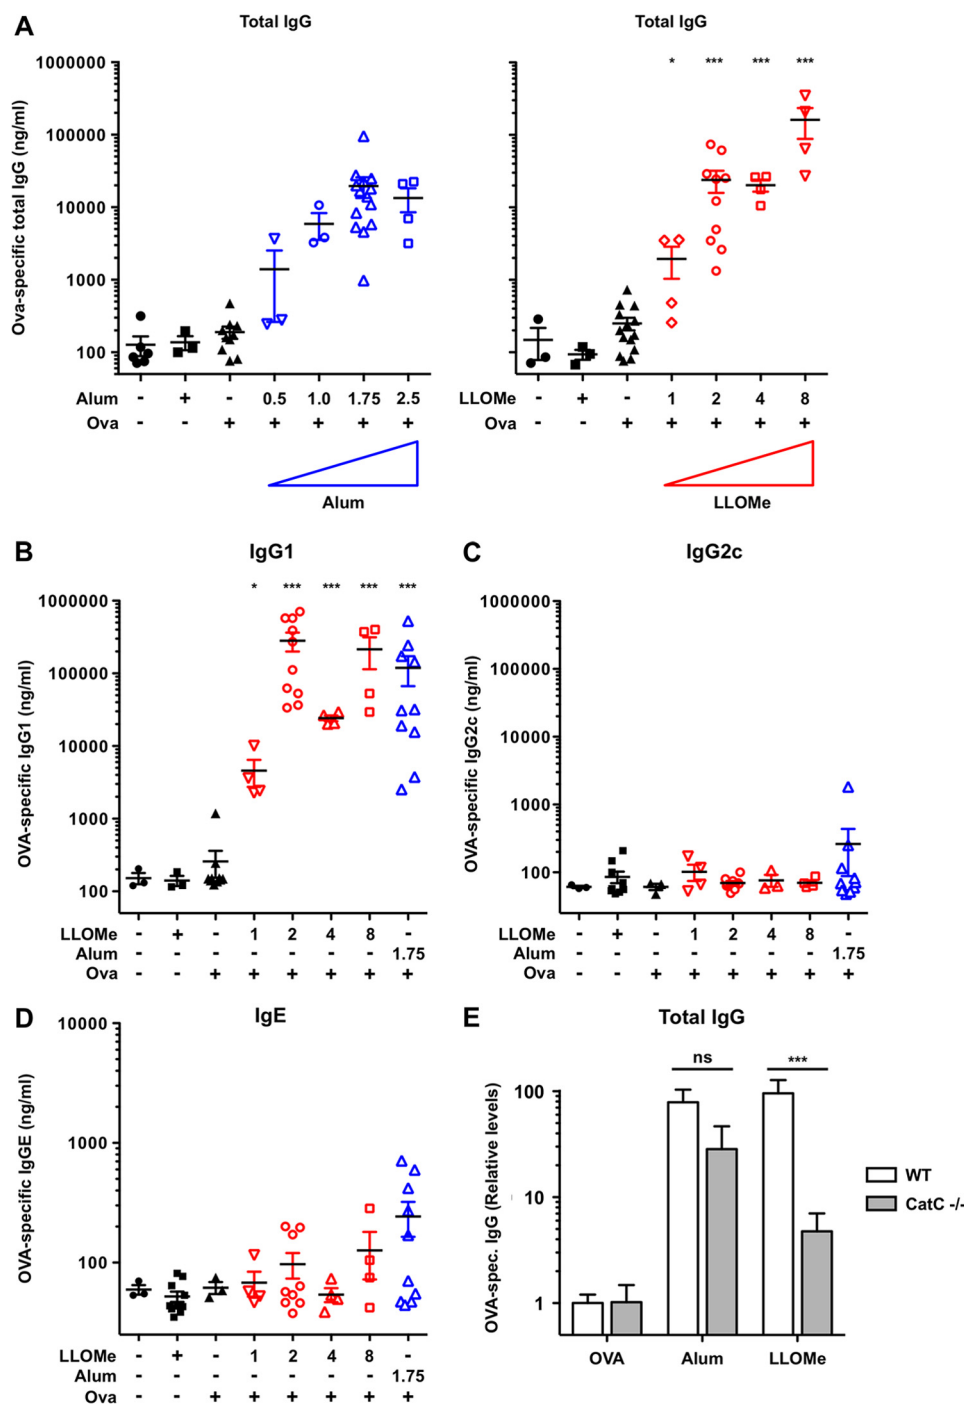 A
Total IgG
Total IgG
Ova-specific total IgG (ng/ml)
1000000
100000
10000
1000
100
* *** *** ***
Alum - + - 0.5 1.0 1.75 2.5
Ova - - + + + + +
Alum
LLOMe - + - 1 2 4 8
Ova - - + + + + +
LLOMe
B
IgG1
OVA-specific IgG1 (ng/ml)
1000000
100000
10000
1000
100
* *** *** *** ***
LLOMe - + - 1 2 4 8 -
Alum - - - - - - - 1.75
Ova - - + + + + + +
C
IgG2c
OVA-specific IgG2c (ng/ml)
1000000
100000
10000
1000
100
LLOMe - + - 1 2 4 8 -
Alum - - - - - - - 1.75
Ova - - + + + + + +
D
IgE
OVA-specific IgGE (ng/ml)
10000
1000
100
LLOMe - + - 1 2 4 8 -
Alum - - - - - - - 1.75
Ova - - + + + + + +
E
Total IgG
OVA-spec. IgG (Relative levels)
100
10
1
ns ***
OVA Alum LLOMe
WT
CatC -/-